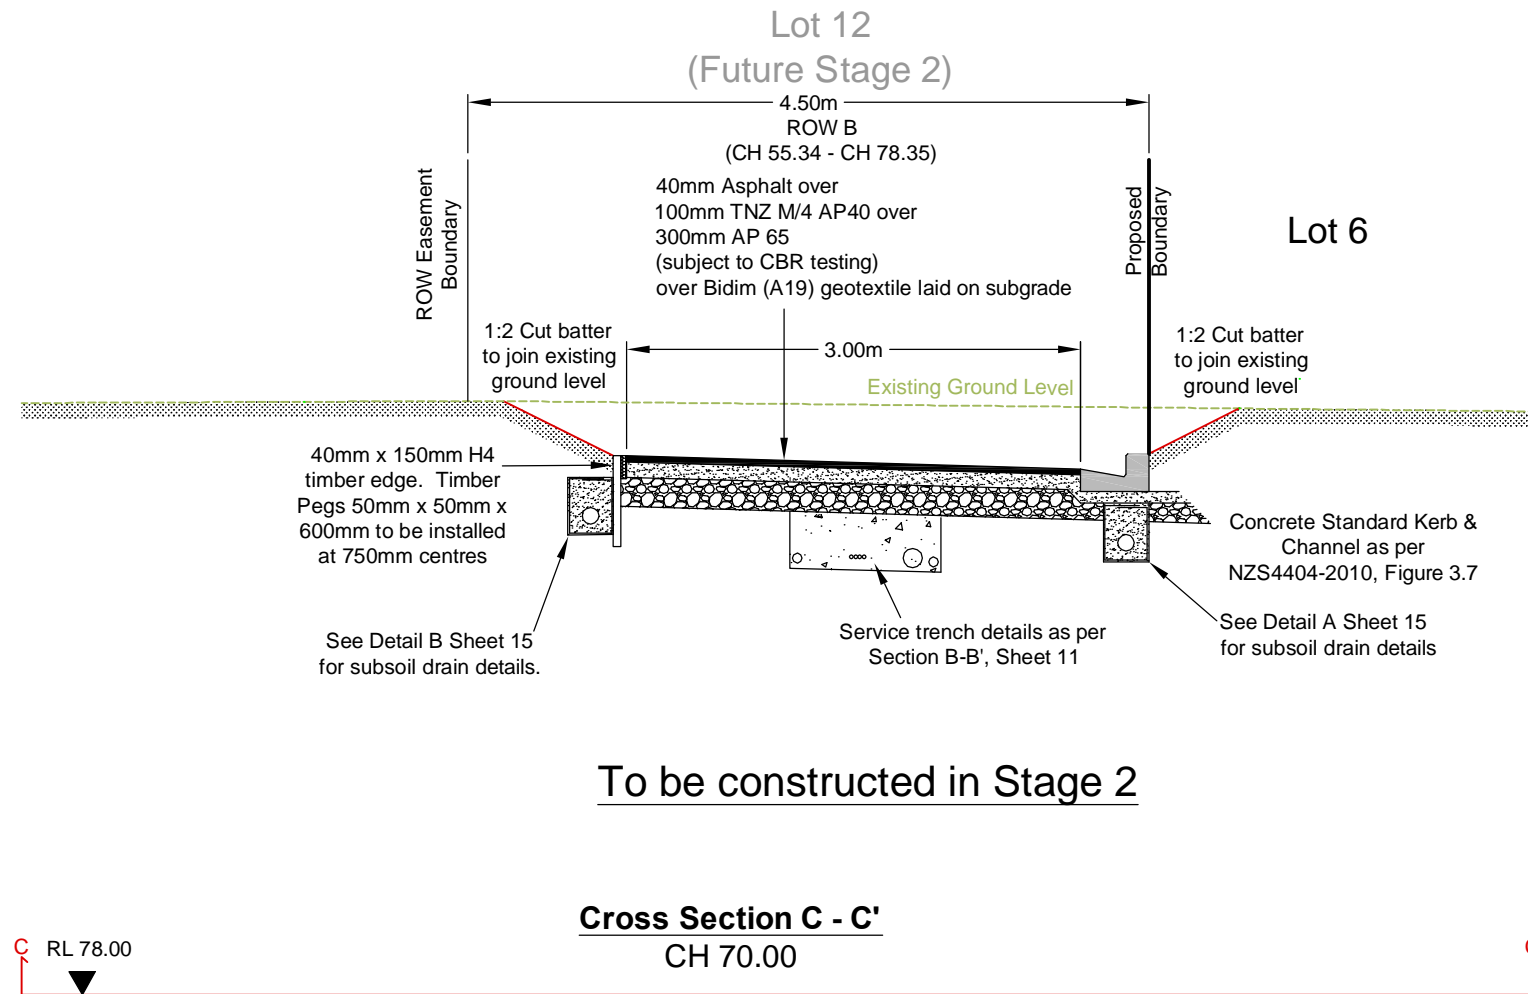 Lot 12
(Future Stage 2)
4.50m
ROW B
(CH 55.34 - CH 78.35)
ROW Easement
Boundary
40mm Asphalt over
100mm TNZ M/4 AP40 over
300mm AP 65
(subject to CBR testing)
over Bidim (A19) geotextile laid on subgrade
Proposed
Boundary
Lot 6
1:2 Cut batter
to join existing
ground level
3.00m
1:2 Cut batter
to join existing
ground level
Existing Ground Level
40mm x 150mm H4
timber edge. Timber
Pegs 50mm x 50mm x
600mm to be installed
at 750mm centres
Concrete Standard Kerb &
Channel as per
NZS4404-2010, Figure 3.7
See Detail B Sheet 15
for subsoil drain details.
Service trench details as per
Section B-B', Sheet 11
See Detail A Sheet 15
for subsoil drain details
To be constructed in Stage 2
Cross Section C - C'
CH 70.00
C
RL 78.00